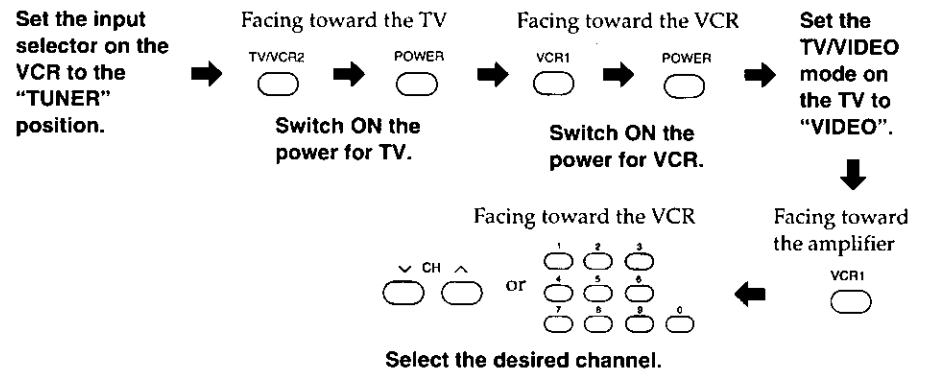 Set the input
selector on the
VCR to the
“TUNER”
position.
Facing toward the TV
TV/VCR2
POWER
Switch ON the
power for TV.
Facing toward the VCR
VCR1
POWER
Switch ON the
power for VCR.
Set the
TV/VIDEO
mode on
the TV to
“VIDEO”.
Facing toward
the amplifier
VCR1
Facing toward the VCR
CH
or
1 2 3
4 5 6
7 8 9 0
Select the desired channel.